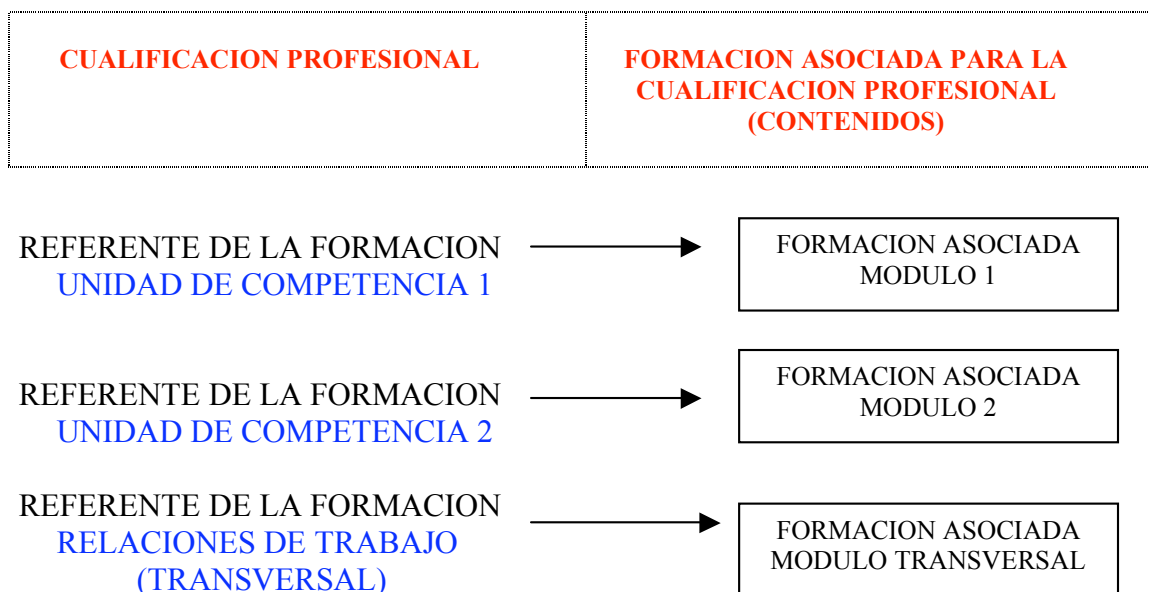 CUALIFICACION PROFESIONAL
FORMACION ASOCIADA PARA LA
CUALIFICACION PROFESIONAL
(CONTENIDOS)
REFERENTE DE LA FORMACION
UNIDAD DE COMPETENCIA 1
FORMACION ASOCIADA
MODULO 1
REFERENTE DE LA FORMACION
UNIDAD DE COMPETENCIA 2
FORMACION ASOCIADA
MODULO 2
REFERENTE DE LA FORMACION
RELACIONES DE TRABAJO
(TRANSVERSAL)
FORMACION ASOCIADA
MODULO TRANSVERSAL